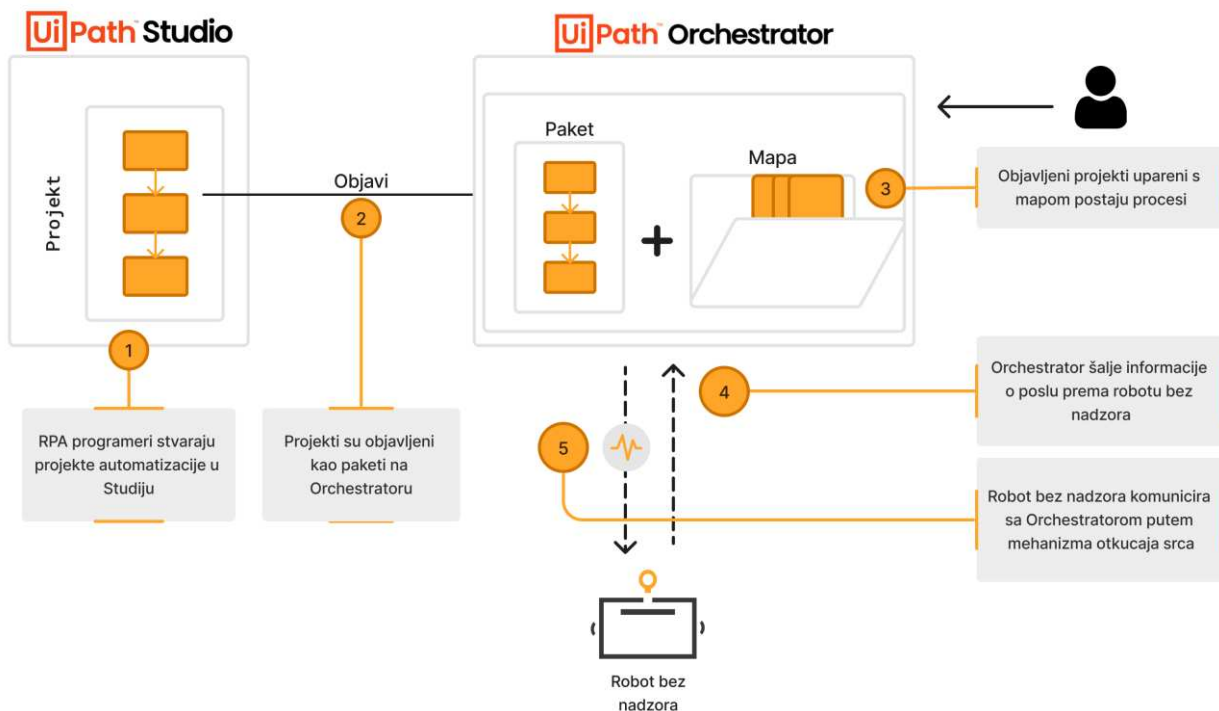 UiPath™ Studio
UiPath™ Orchestrator
Projekt
Objavi
Paket
Mapa
1
2
3
4
5
Objavljeni projekti upareni s
mapom postaju procesi
RPA programeri stvaraju
projekte automatizacije u
Studiju
Projekti su objavljeni
kao paketi na
Orchestratoru
Orchestrator šalje informacije
o poslu prema robotu bez
nadzora
Robot bez nadzora komunicira
sa Orchestratorom putem
mehanizma otkucaja srca
Robot bez
nadzora